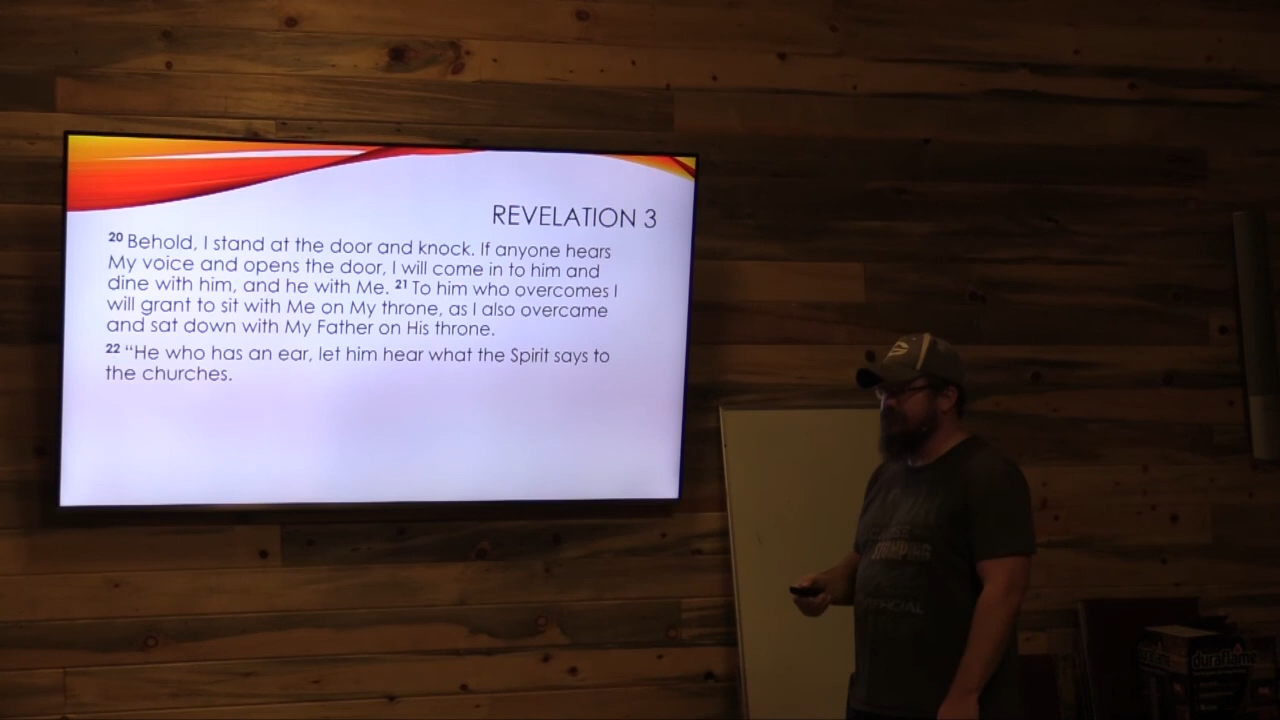 REVELATION 3
20 Behold, I stand at the door and knock. If anyone hears
My voice and opens the door, I will come in to him and
dine with him, and he with Me. 21 To him who overcomes I
will grant to sit with Me on My throne, as I also overcame
and sat down with My Father on His throne.
22 “He who has an ear, let him hear what the Spirit says to
the churches.
duraflame